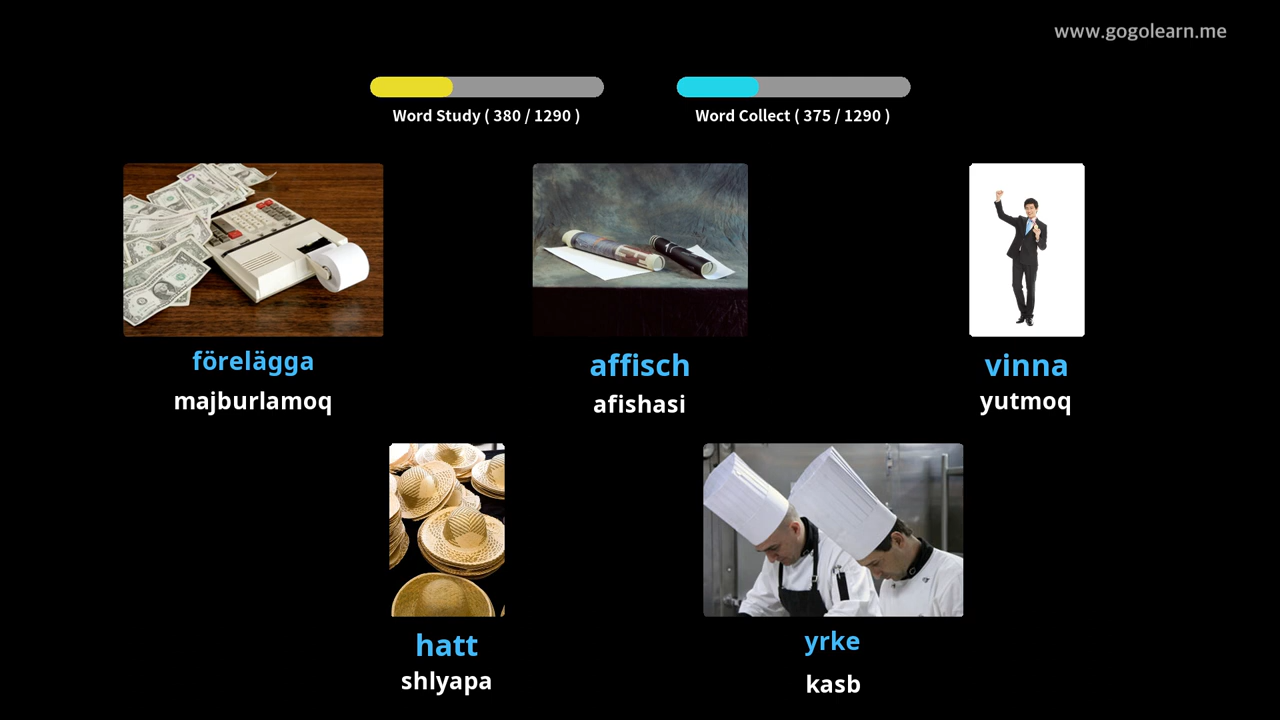 www.gogolearn.me
Word Study ( 380 / 1290 )
Word Collect ( 375 / 1290 )
förelägga
majburlamoq
affisch
afishasi
vinna
yutmoq
hatt
shlyapa
yrke
kasb